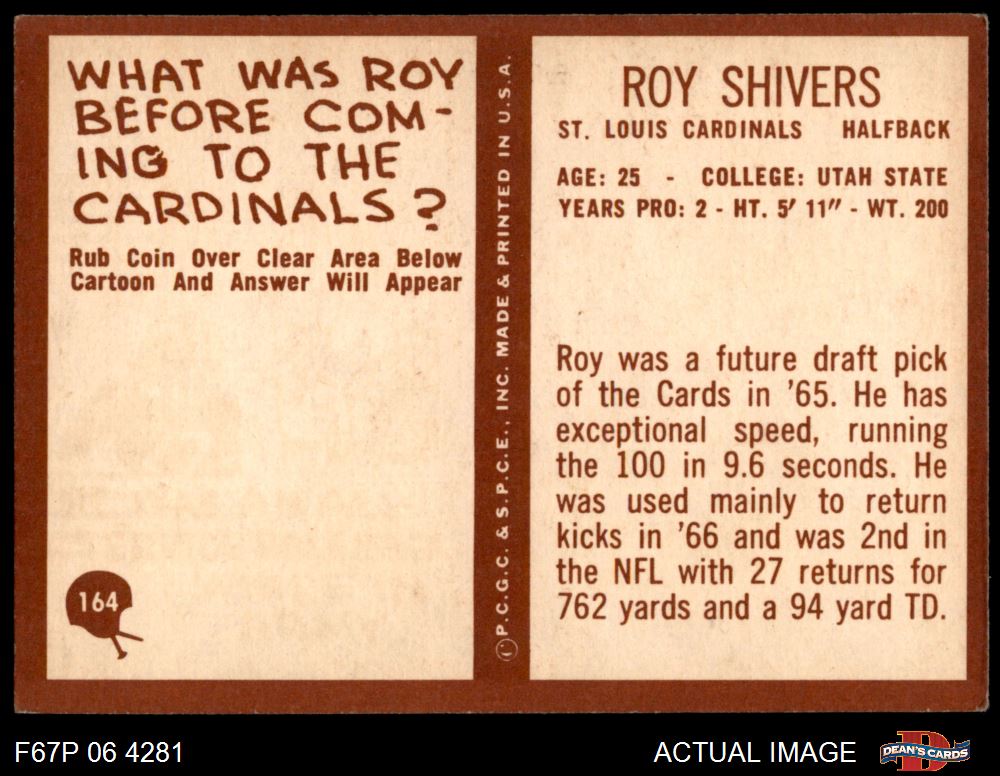 WHAT WAS ROY
BEFORE COM-
ING TO THE
CARDINALS?
Rub Coin Over Clear Area Below
Cartoon And Answer Will Appear
164
© P.C.G.C. & S.P.C.E., INC. MADE & PRINTED IN U.S.A.
ROY SHIVERS
ST. LOUIS CARDINALS HALFBACK
AGE: 25 - COLLEGE: UTAH STATE
YEARS PRO: 2 - HT. 5' 11" - WT. 200
Roy was a future draft pick
of the Cards in '65. He has
exceptional speed, running
the 100 in 9.6 seconds. He
was used mainly to return
kicks in '66 and was 2nd in
the NFL with 27 returns for
762 yards and a 94 yard TD.
F67P 06 4281
ACTUAL IMAGE
D
DEAN'S CARDS